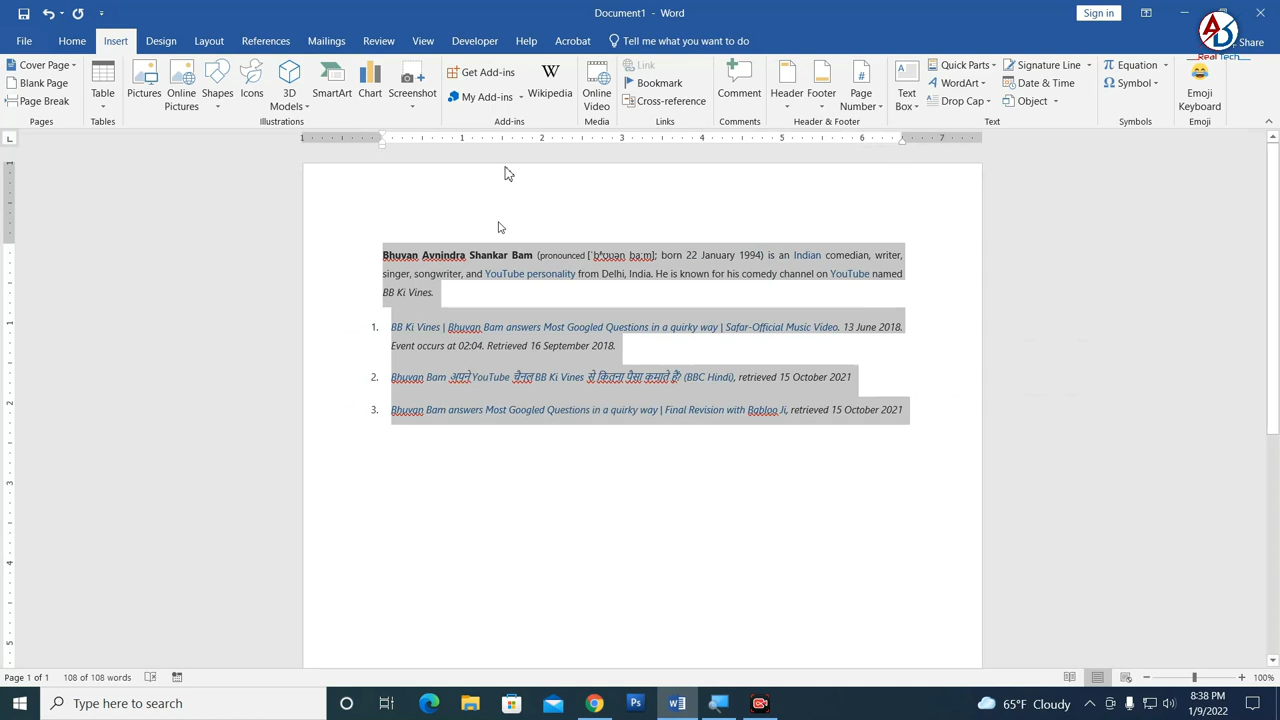 Document1 - Word
Sign in
File Home Insert Design Layout References Mailings Review View Developer Help Acrobat Tell me what you want to do Share
RealTech
Cover Page
Blank Page
Page Break
Pages
Table
Tables
Pictures
Online Pictures
Shapes
Icons
3D Models
SmartArt
Chart
Screenshot
Illustrations
Get Add-ins
My Add-ins
Wikipedia
Add-ins
Online Video
Media
Link
Bookmark
Cross-reference
Links
Comment
Comments
Header
Footer
Page Number
Header & Footer
Text Box
Quick Parts
WordArt
Drop Cap
Signature Line
Date & Time
Object
Text
Equation
Symbol
Symbols
Emoji Keyboard
Emoji
1 1 2 3 4 5 6 7
Bhuvan Avnindra Shankar Bam (pronounced [ˈbʱʊʋən baːm]; born 22 January 1994) is an Indian comedian, writer,
singer, songwriter, and YouTube personality from Delhi, India. He is known for his comedy channel on YouTube named
BB Ki Vines.
1. BB Ki Vines | Bhuvan Bam answers Most Googled Questions in a quirky way | Safar-Official Music Video. 13 June 2018.
Event occurs at 02:04. Retrieved 16 September 2018.
2. Bhuvan Bam अपने YouTube चैनल BB Ki Vines से कितना पैसा कमाते हैं? (BBC Hindi), retrieved 15 October 2021
3. Bhuvan Bam answers Most Googled Questions in a quirky way | Final Revision with Babloo Ji, retrieved 15 October 2021
Page 1 of 1 108 of 108 words 100%
Type here to search
65°F Cloudy
8:38 PM
1/9/2022